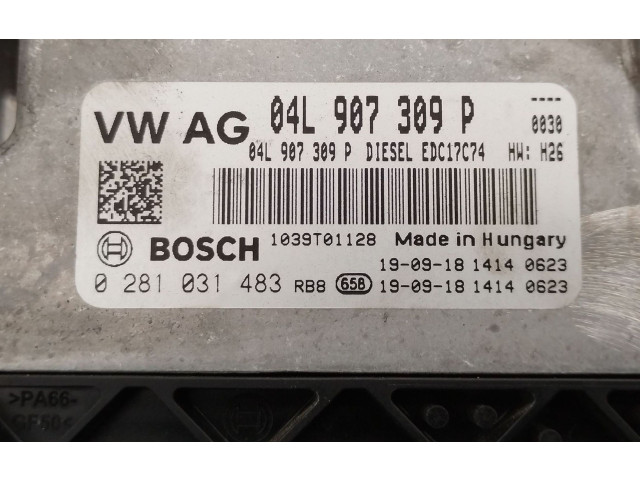 ----
VW AG 04L 907 309 P 0030
04L 907 309 P DIESEL EDC17C74 HW: H26
BOSCH 1039T01128 Made in Hungary
19-09-18 1414 0623
0 281 031 483 RB8 658 19-09-18 1414 0623
>PA66-
GF50<